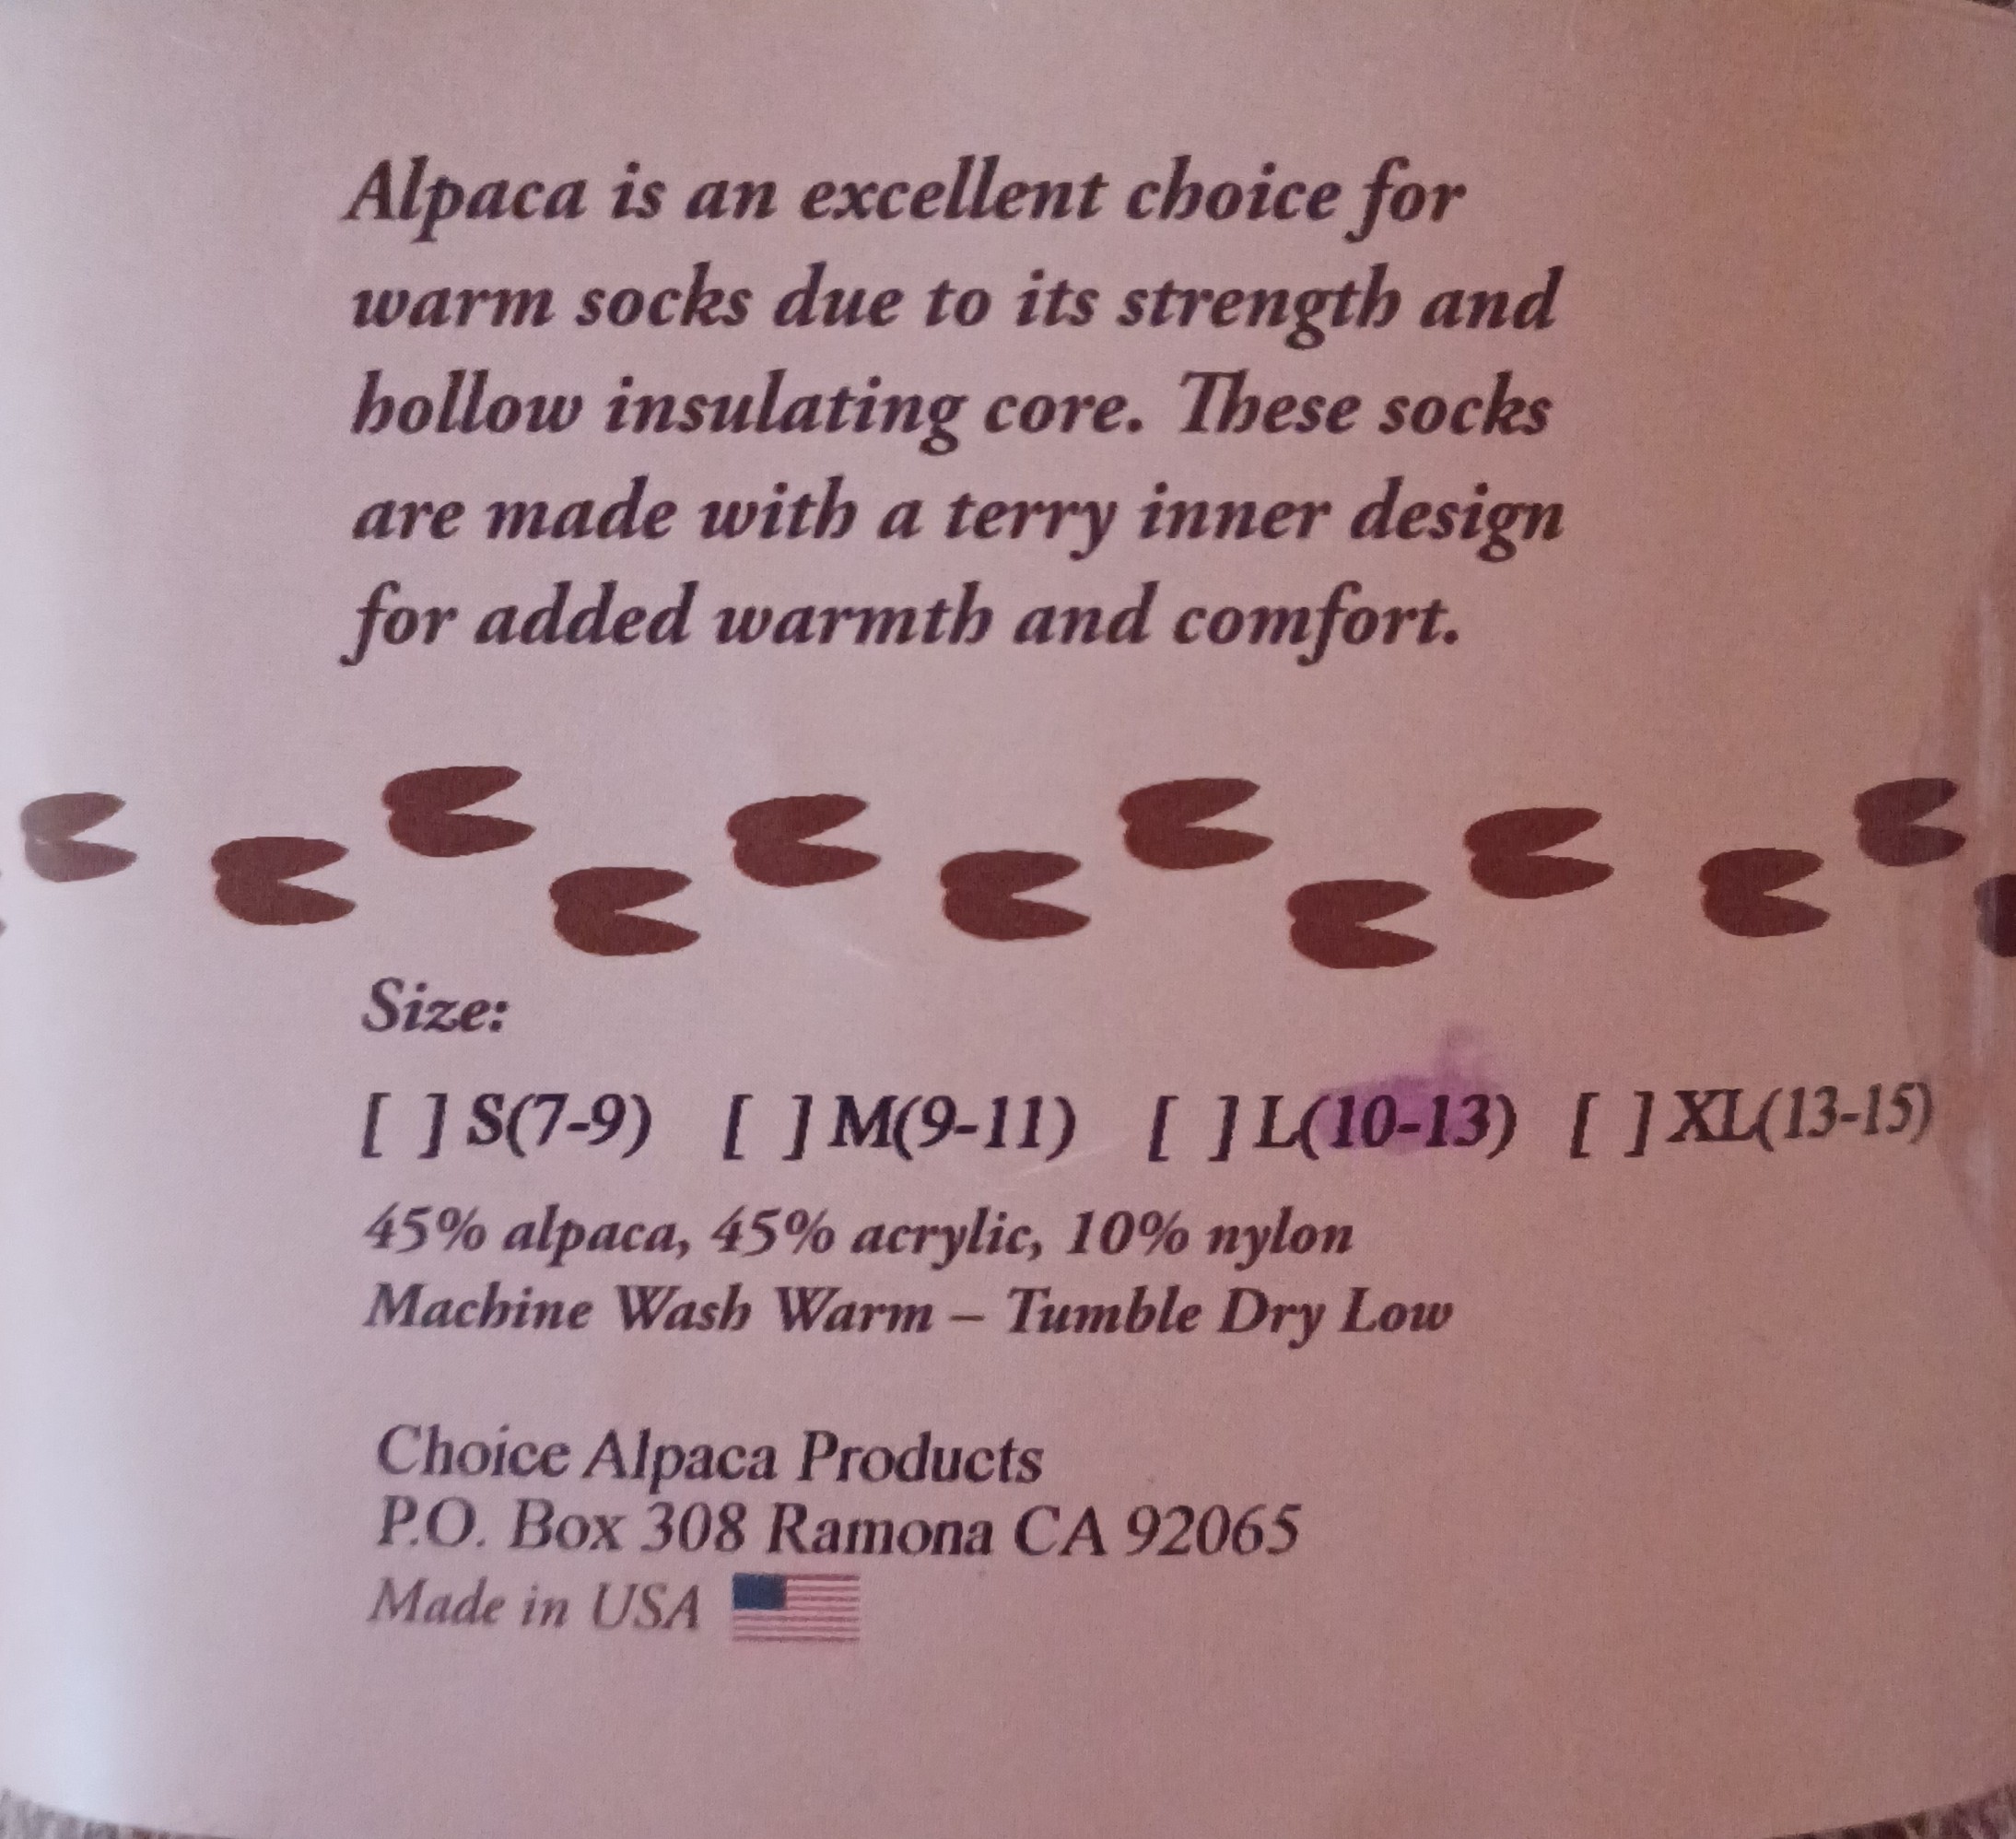 Alpaca is an excellent choice for
warm socks due to its strength and
hollow insulating core. These socks
are made with a terry inner design
for added warmth and comfort.
Size:
[ ] S(7-9) [ ] M(9-11) [ ] L(10-13) [ ] XL(13-15)
45% alpaca, 45% acrylic, 10% nylon
Machine Wash Warm – Tumble Dry Low
Choice Alpaca Products
P.O. Box 308 Ramona CA 92065
Made in USA